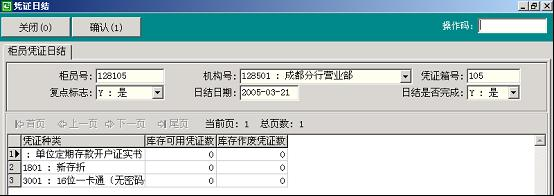 凭证日结
关闭(O) 确认(1) 操作码:
柜员凭证日结
柜员号: 128105 机构号: 128501 : 成都分行营业部 凭证箱号: 105
复点标志: Y : 是 日结日期: 2005-03-21 日结是否完成: Y : 是
首页 上一页 下一页 尾页 当前页: 1 总页数: 1
凭证种类 库存可用凭证数 库存作废凭证数
1 : 单位定期存款开户证实书 0 0
2 1801 : 新存折 0 0
3 3001 : 16位一卡通（无密码 0 0